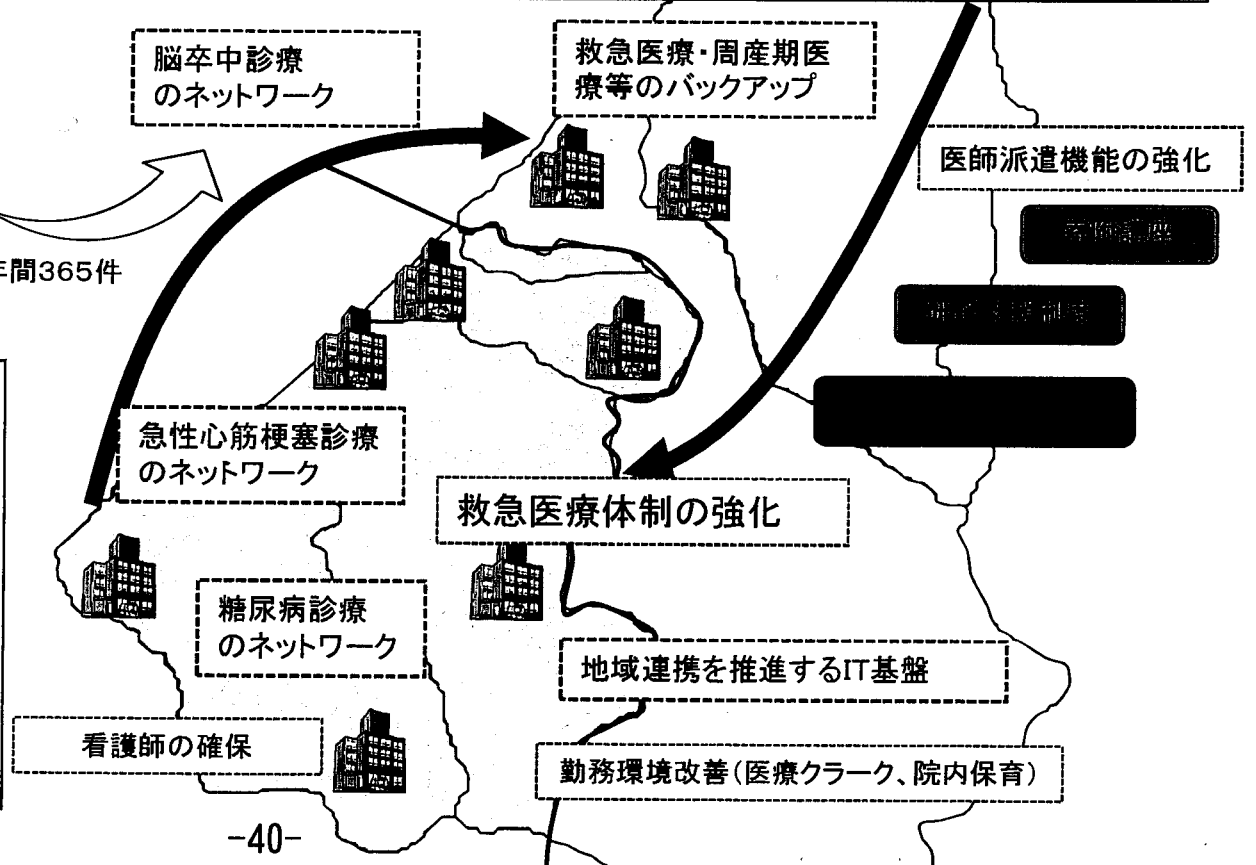 脳卒中診療
のネットワーク
救急医療・周産期医
療等のバックアップ
医師派遣機能の強化
年間365件
急性心筋梗塞診療
のネットワーク
救急医療体制の強化
糖尿病診療
のネットワーク
地域連携を推進するIT基盤
看護師の確保
勤務環境改善(医療クラーク、院内保育)
-40-